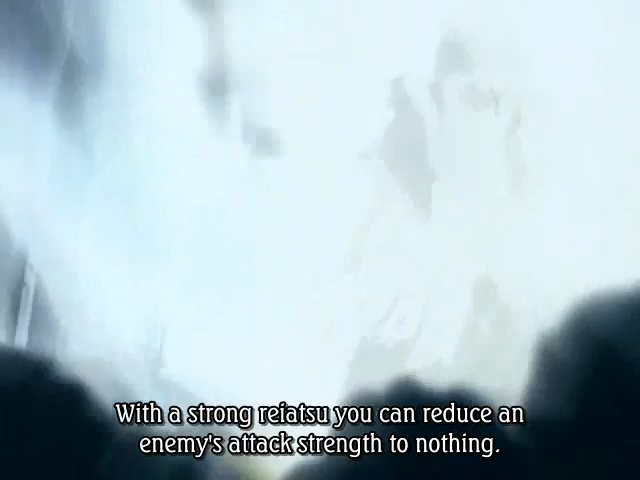 With a strong reiatsu you can reduce an
enemy's attack strength to nothing.